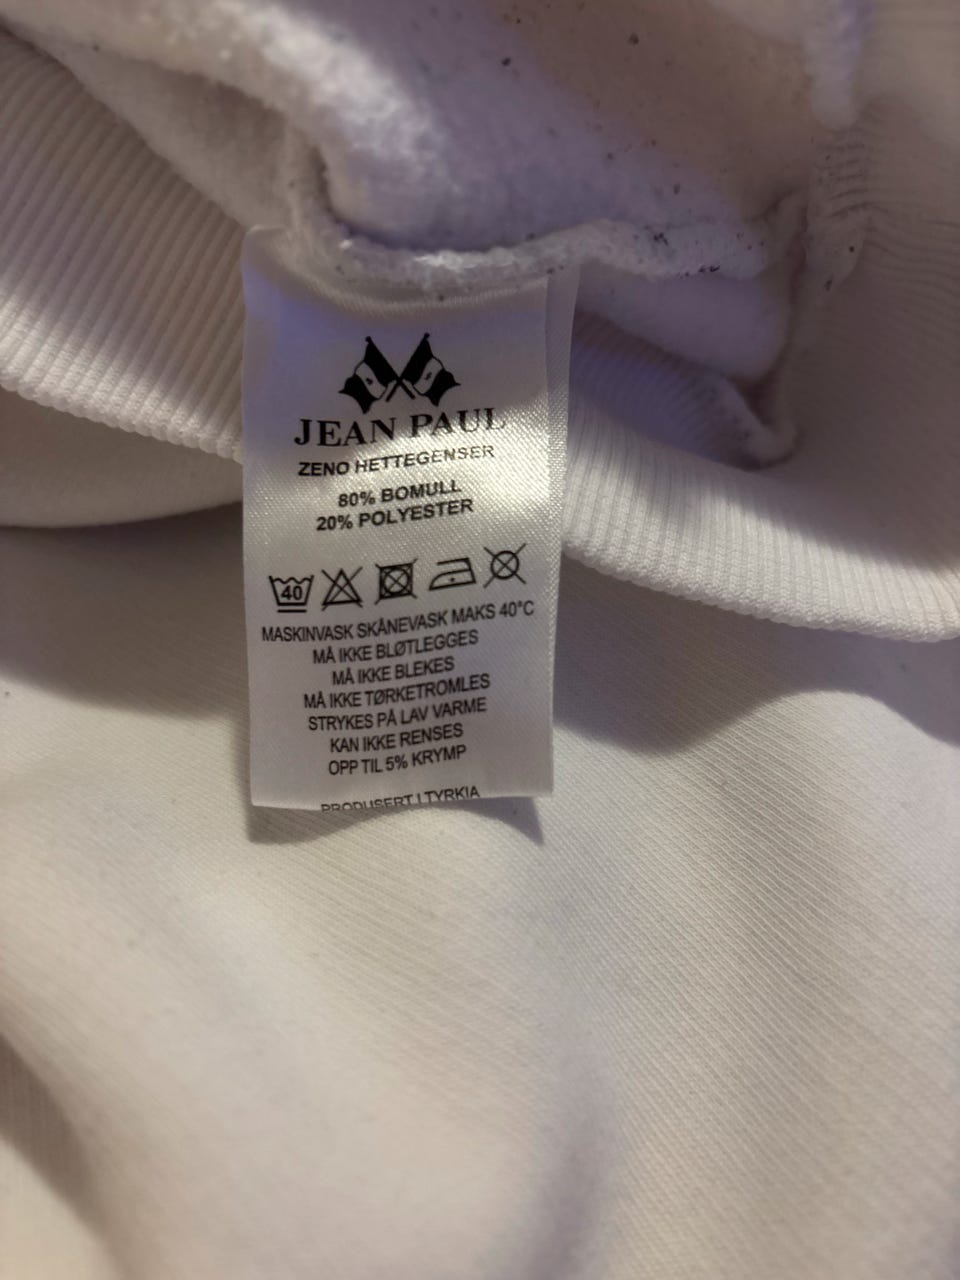 JEAN PAUL
ZENO HETTEGENSER
80% BOMULL
20% POLYESTER
40
MASKINVASK SKÅNEVASK MAKS 40°C
MÅ IKKE BLØTLEGGES
MÅ IKKE BLEKES
MÅ IKKE TØRKETROMLES
STRYKES PÅ LAV VARME
KAN IKKE RENSES
OPP TIL 5% KRYMP
PRODUSERT I TYRKIA